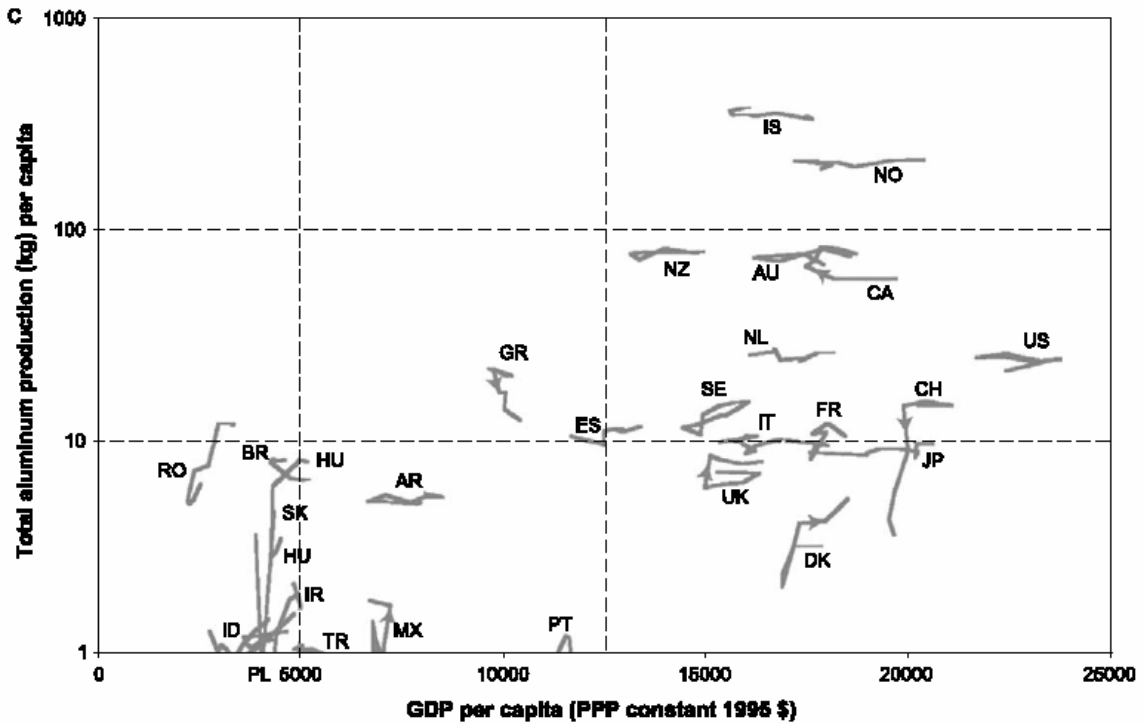 C
1000
IS
NO
100
NZ
AU
CA
NL
US
GR
SE
CH
ES
IT
FR
10
BR
HU
RO
JP
AR
UK
SK
HU
DK
IR
ID
TR
MX
PT
1
0
PL 5000
10000
15000
20000
25000
GDP per capita (PPP constant 1995 $)
Total aluminum production (kg) per capita